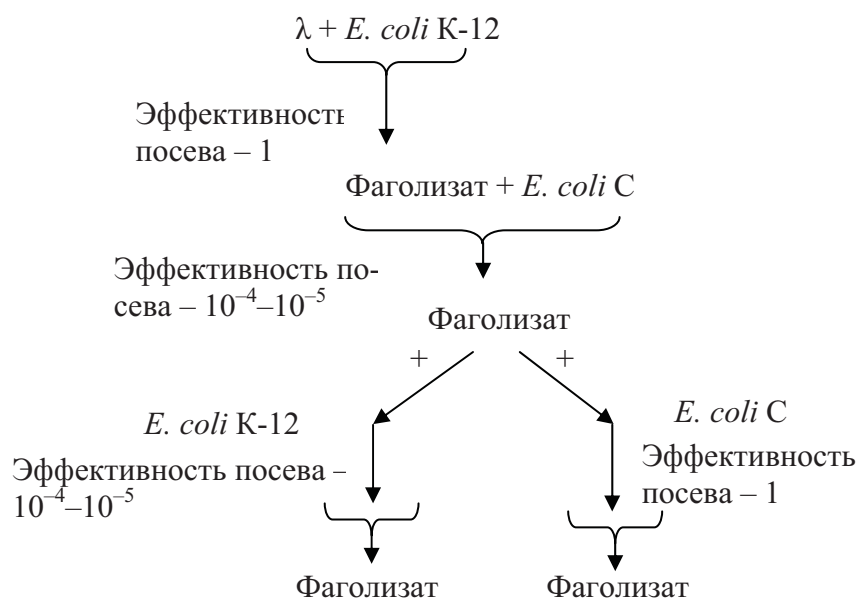 λ + E. coli К-12
Эффективность
посева – 1
Фаголизат + E. coli С
Эффективность по-
сева – 10⁻⁴–10⁻⁵
Фаголизат
+ +
E. coli К-12
Эффективность посева –
10⁻⁴–10⁻⁵
E. coli С
Эффективность
посева – 1
Фаголизат
Фаголизат